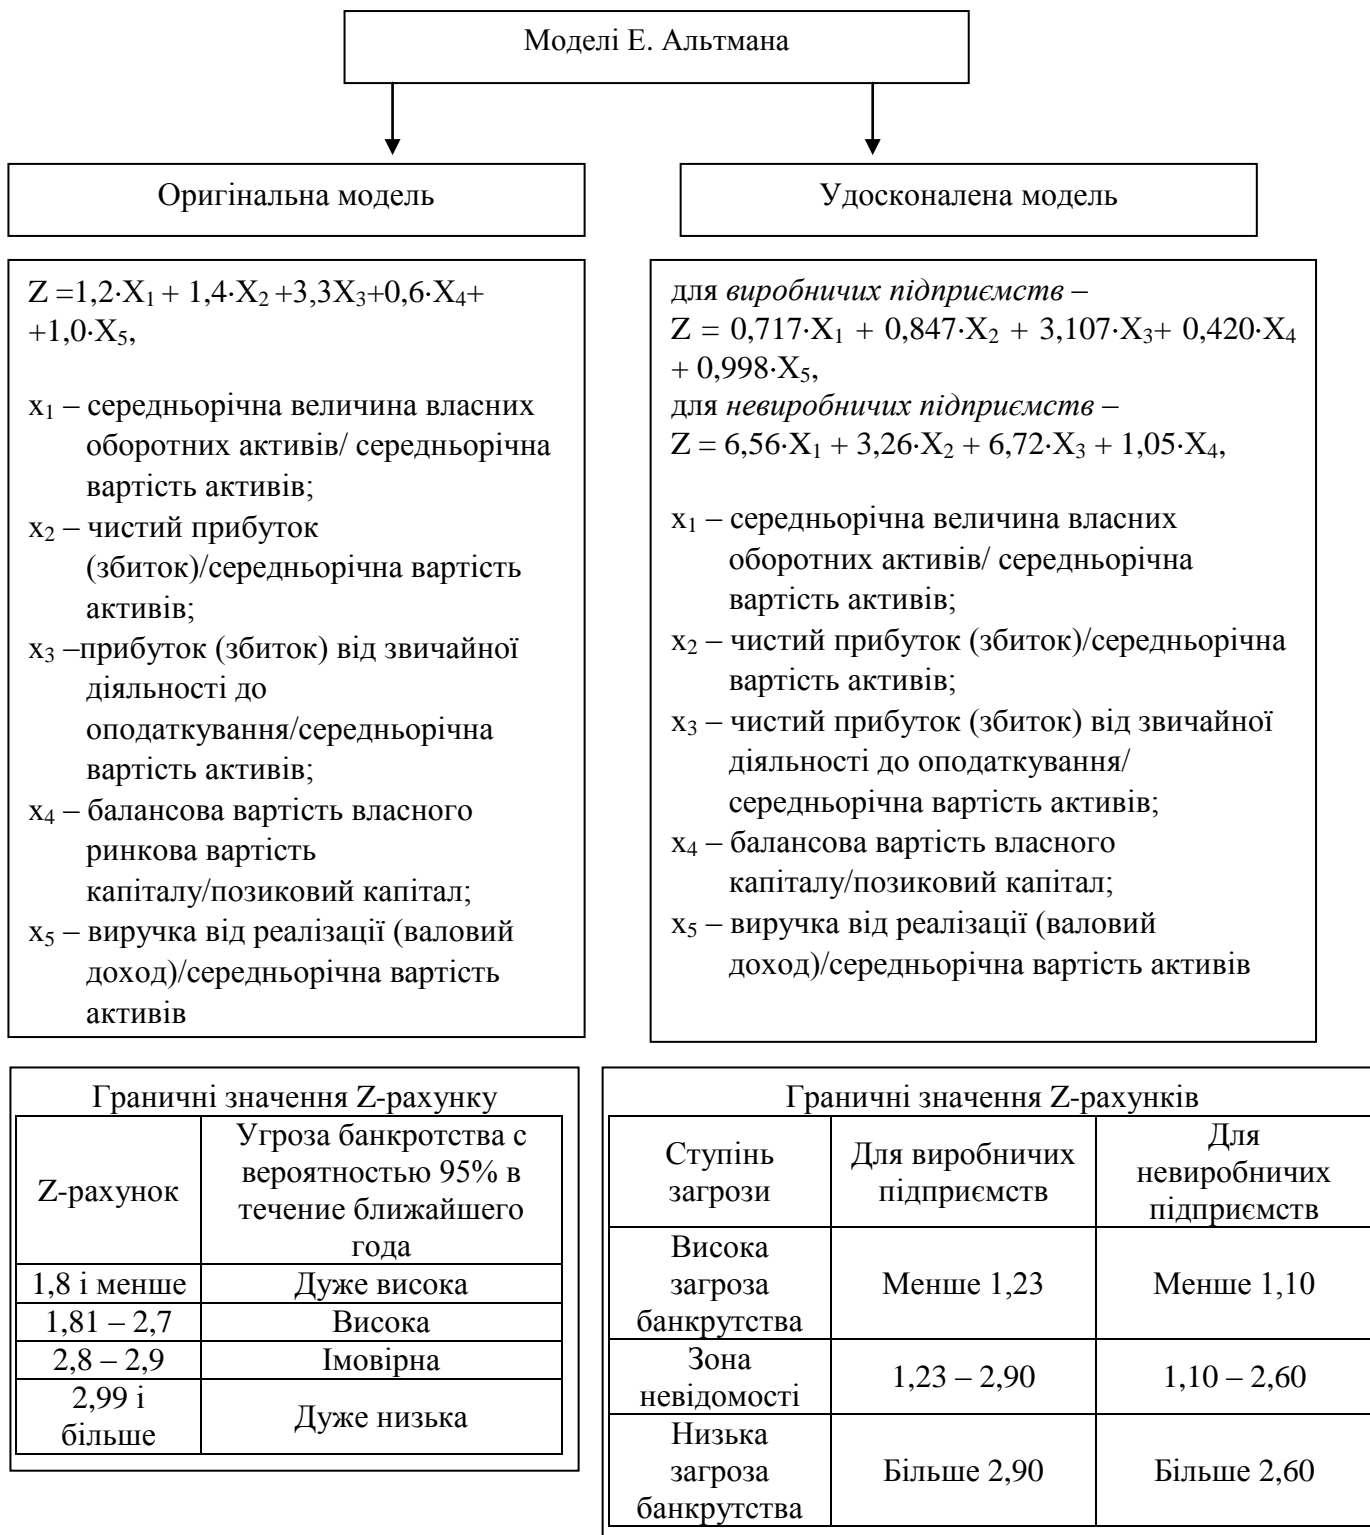 Моделі Е. Альтмана
Оригінальна модель
Удосконалена модель
Z =1,2·X₁ + 1,4·X₂ +3,3X₃+0,6·X₄+
+1,0·X₅,
x₁ – середньорічна величина власних
оборотних активів/ середньорічна
вартість активів;
x₂ – чистий прибуток
(збиток)/середньорічна вартість
активів;
x₃ –прибуток (збиток) від звичайної
діяльності до
оподаткування/середньорічна
вартість активів;
x₄ – балансова вартість власного
ринкова вартість
капіталу/позиковий капітал;
x₅ – виручка від реалізації (валовий
доход)/середньорічна вартість
активів
для виробничих підприємств –
Z = 0,717·X₁ + 0,847·X₂ + 3,107·X₃+ 0,420·X₄
+ 0,998·X₅,
для невиробничих підприємств –
Z = 6,56·X₁ + 3,26·X₂ + 6,72·X₃ + 1,05·X₄,
x₁ – середньорічна величина власних
оборотних активів/ середньорічна
вартість активів;
x₂ – чистий прибуток (збиток)/середньорічна
вартість активів;
x₃ – чистий прибуток (збиток) від звичайної
діяльності до оподаткування/
середньорічна вартість активів;
x₄ – балансова вартість власного
капіталу/позиковий капітал;
x₅ – виручка від реалізації (валовий
доход)/середньорічна вартість активів
Граничні значення Z-рахунку
Z-рахунок
Угроза банкротства с
вероятностью 95% в
течение ближайшего
года
1,8 і менше
Дуже висока
1,81 – 2,7
Висока
2,8 – 2,9
Імовірна
2,99 і
більше
Дуже низька
Граничні значення Z-рахунків
Ступінь
загрози
Для виробничих
підприємств
Для
невиробничих
підприємств
Висока
загроза
банкрутства
Менше 1,23
Менше 1,10
Зона
невідомості
1,23 – 2,90
1,10 – 2,60
Низька
загроза
банкрутства
Більше 2,90
Більше 2,60